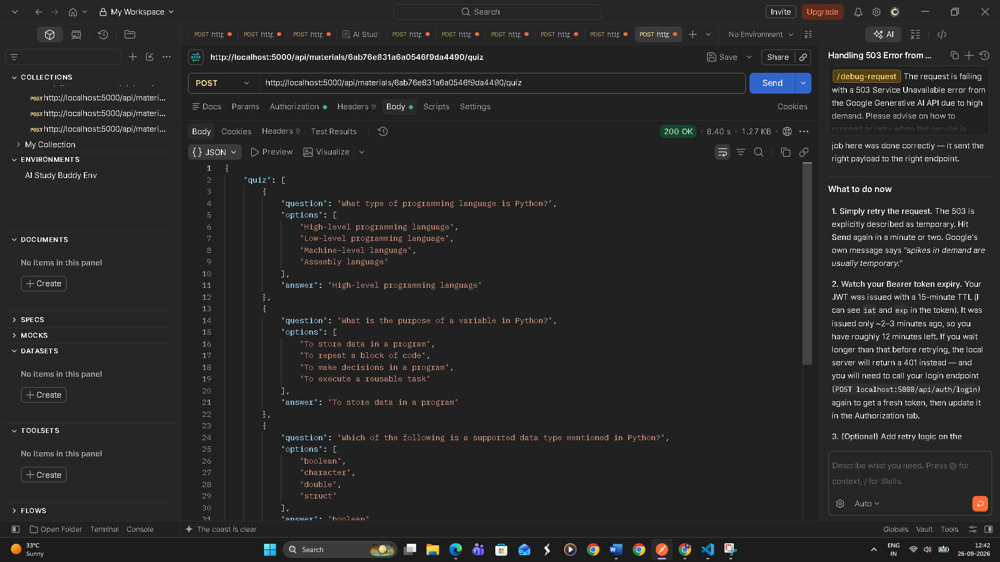 My Workspace
Search
Invite
Upgrade
POST http
POST http
POST http
AI Stud
POST http
POST http
POST http
POST http
POST http
POST http
No Environment
AI
COLLECTIONS
POST http://localhost:5000/api/materi...
POST http://localhost:5000/api/materi...
POST http://localhost:5000/api/materi...
My Collection
ENVIRONMENTS
AI Study Buddy Env
DOCUMENTS
No items in this panel
Create
SPECS
MOCKS
DATASETS
No items in this panel
Create
TOOLSETS
No items in this panel
Create
FLOWS
HTTP http://localhost:5000/api/materials/6ab76e831a6a0546f9da4490/quiz
Save
Share
POST http://localhost:5000/api/materials/6ab76e831a6a0546f9da4490/quiz
Send
Docs Params Authorization Headers 9 Body Scripts Settings Cookies
Body Cookies Headers 9 Test Results
200 OK • 8.40 s • 1.27 KB
{} JSON Preview Visualize
1 {
2 "quiz": [
3 {
4 "question": "What type of programming language is Python?",
5 "options": [
6 "High-level programming language",
7 "Low-level programming language",
8 "Machine-level language",
9 "Assembly language"
10 ],
11 "answer": "High-level programming language"
12 },
13 {
14 "question": "What is the purpose of a variable in Python?",
15 "options": [
16 "To store data in a program",
17 "To repeat a block of code",
18 "To make decisions in a program",
19 "To execute a reusable task"
20 ],
21 "answer": "To store data in a program"
22 },
23 {
24 "question": "Which of the following is a supported data type mentioned in Python?",
25 "options": [
26 "boolean",
27 "character",
28 "double",
29 "struct"
30 ],
31 "answer": "boolean"
Handling 503 Error from ...
/debug-request The request is failing
with a 503 Service Unavailable error from
the Google Generative AI API due to high
demand. Please advise on how to
proceed or retry when the service is
job here was done correctly — it sent the
right payload to the right endpoint.
What to do now
1. Simply retry the request. The 503 is
explicitly described as temporary. Hit
Send again in a minute or two. Google's
own message says "spikes in demand are
usually temporary."
2. Watch your Bearer token expiry. Your
JWT was issued with a 15-minute TTL (I
can see iat and exp in the token). It was
issued only ~2–3 minutes ago, so you
have roughly 12 minutes left. If you wait
longer than that before retrying, the local
server will return a 401 instead — and
you will need to call your login endpoint
(POST localhost:5000/api/auth/login)
again to get a fresh token, then update it
in the Authorization tab.
3. (Optional) Add retry logic on the
Describe what you need. Press @ for
context, / for Skills.
Auto
Open Folder Terminal Console
The coast is clear
Globals Vault Tools
33°C
Sunny
Search
ENG
IN
12:42
26-09-2026